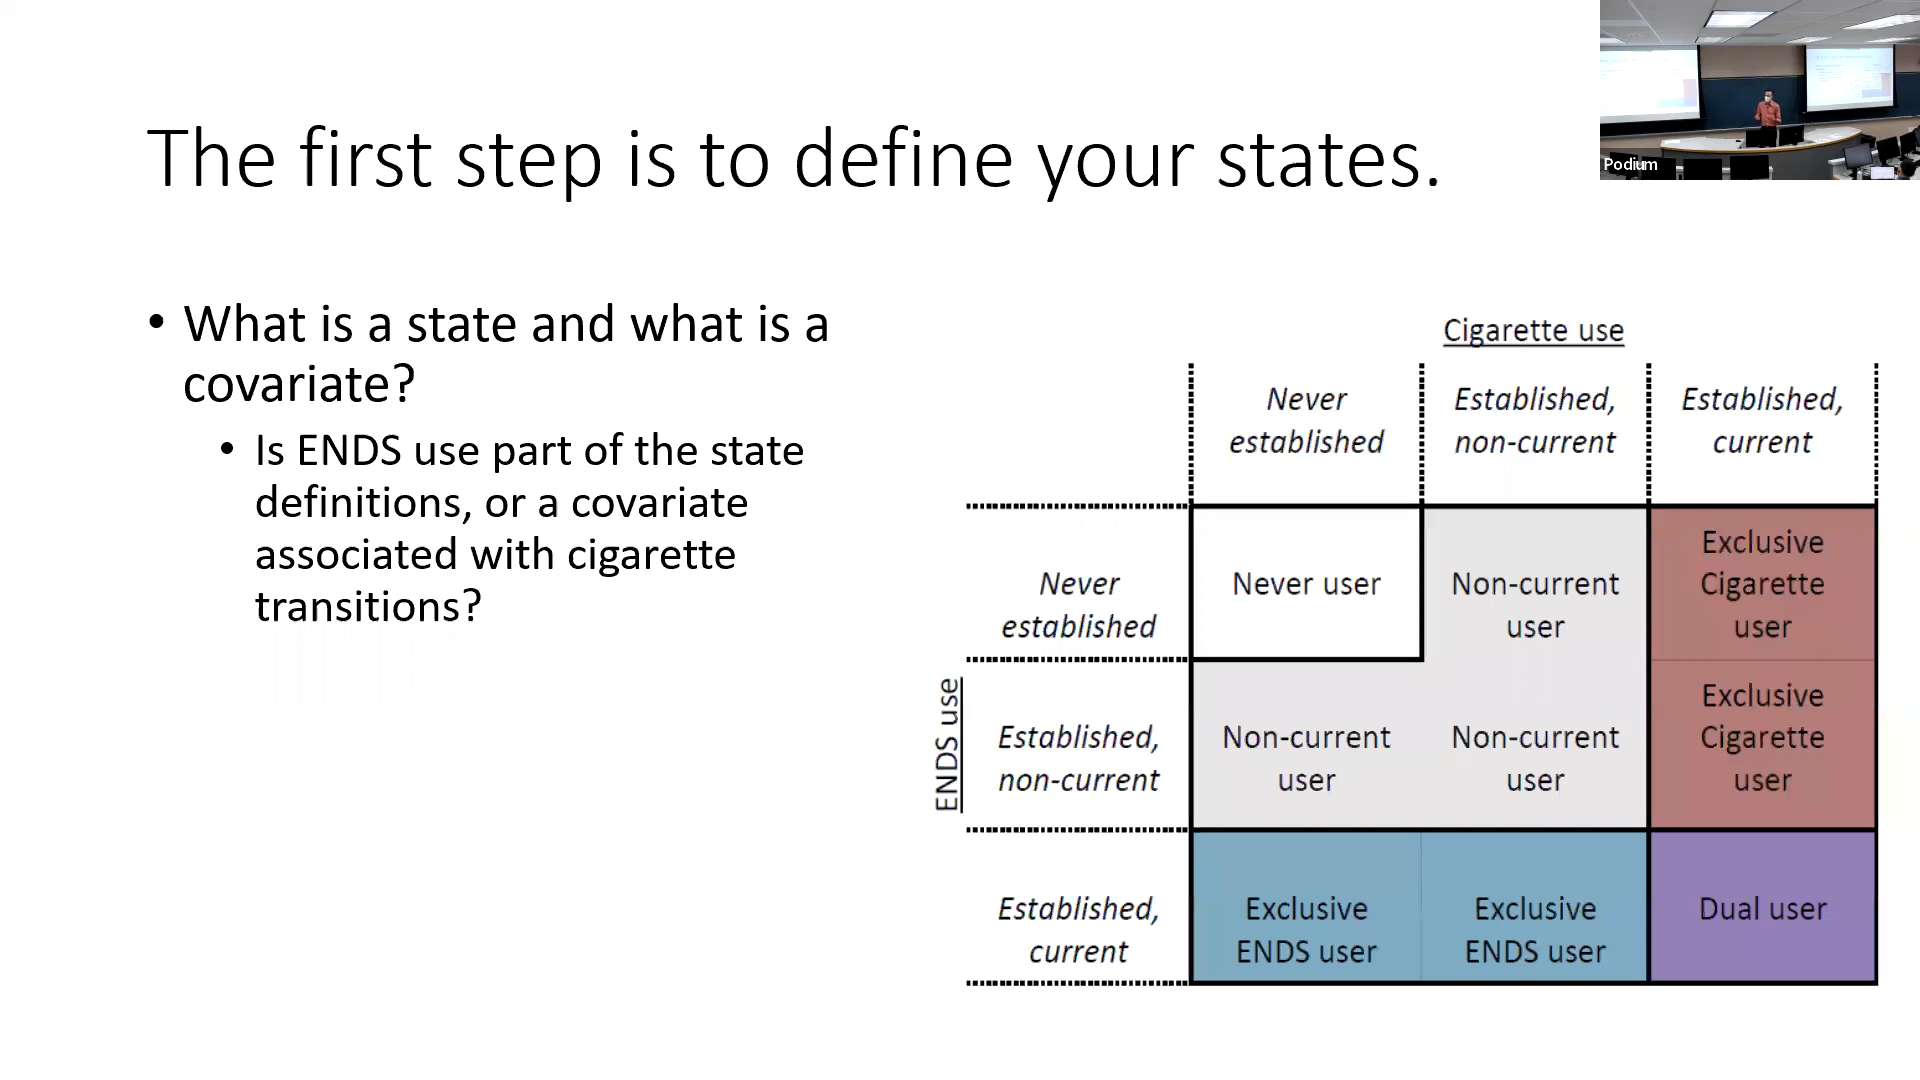 Podium
The first step is to define your states.
• What is a state and what is a
covariate?
• Is ENDS use part of the state
definitions, or a covariate
associated with cigarette
transitions?
Cigarette use
Never
established
Established,
non-current
Established,
current
ENDS use
Never
established
Never user
Non-current
user
Exclusive
Cigarette
user
Established,
non-current
Non-current
user
Non-current
user
Exclusive
Cigarette
user
Established,
current
Exclusive
ENDS user
Exclusive
ENDS user
Dual user